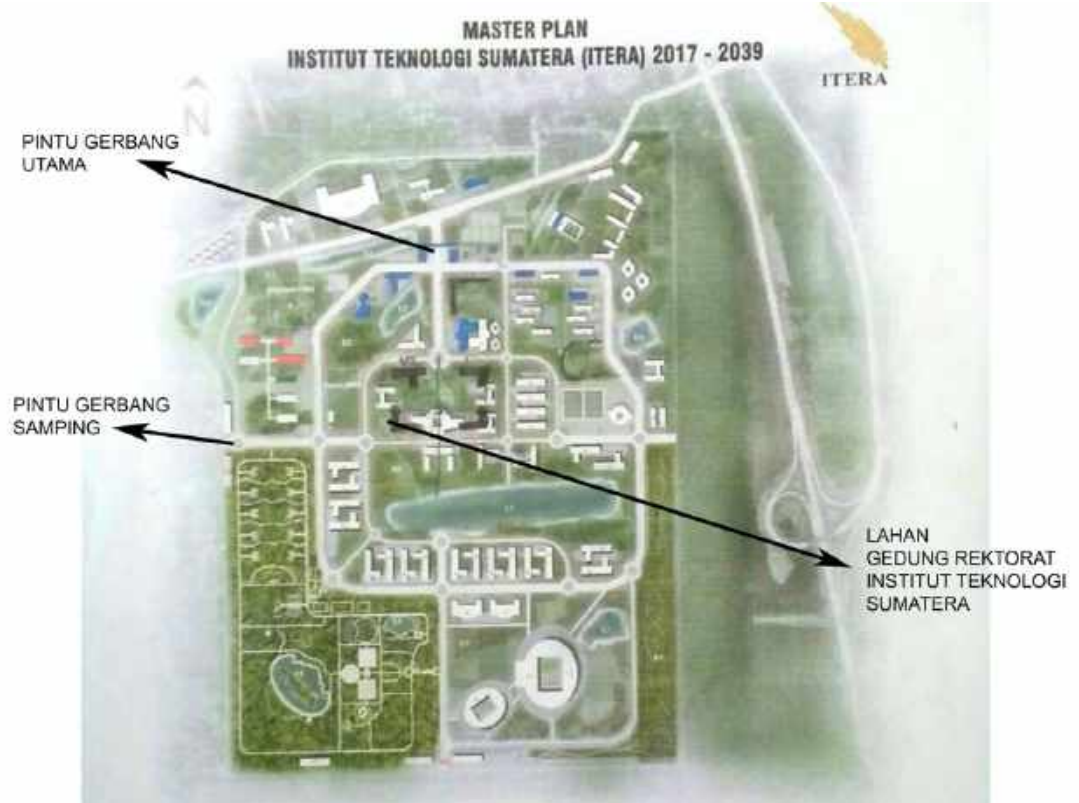 MASTER PLAN
INSTITUT TEKNOLOGI SUMATERA (ITERA) 2017 - 2039
ITERA
N
PINTU GERBANG
UTAMA
PINTU GERBANG
SAMPING
LAHAN
GEDUNG REKTORAT
INSTITUT TEKNOLOGI
SUMATERA